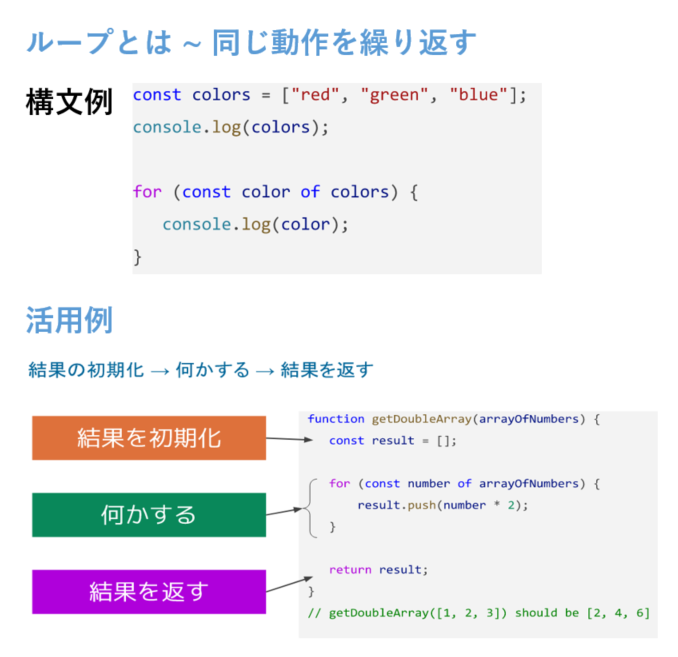 ループとは ~ 同じ動作を繰り返す
構文例
const colors = ["red", "green", "blue"];
console.log(colors);
for (const color of colors) {
console.log(color);
}
活用例
結果の初期化 → 何かする → 結果を返す
結果を初期化
何かする
結果を返す
function getDoubleArray(arrayOfNumbers) {
const result = [];
for (const number of arrayOfNumbers) {
result.push(number * 2);
}
return result;
}
// getDoubleArray([1, 2, 3]) should be [2, 4, 6]